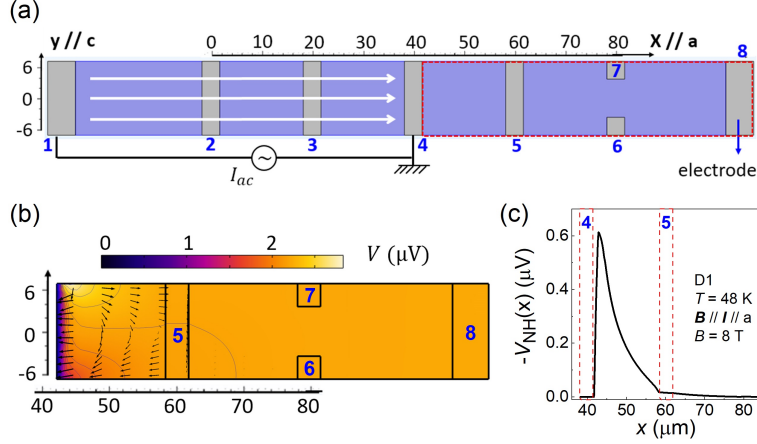 (a)
y // c
0 10 20 30 40 50 60 70 80 X // a
8
6
0
-6
7
1 2 3 4 5 6
I_ac
~
electrode
(b)
0 1 2 V (μV)
6
0
-6
5
7
6
8
40 50 60 70 80
(c)
-V_NH(x) (μV)
0.6
0.4
0.2
0.0
4 5
D1
T = 48 K
B // I // a
B = 8 T
40 50 60 70 80
x (μm)